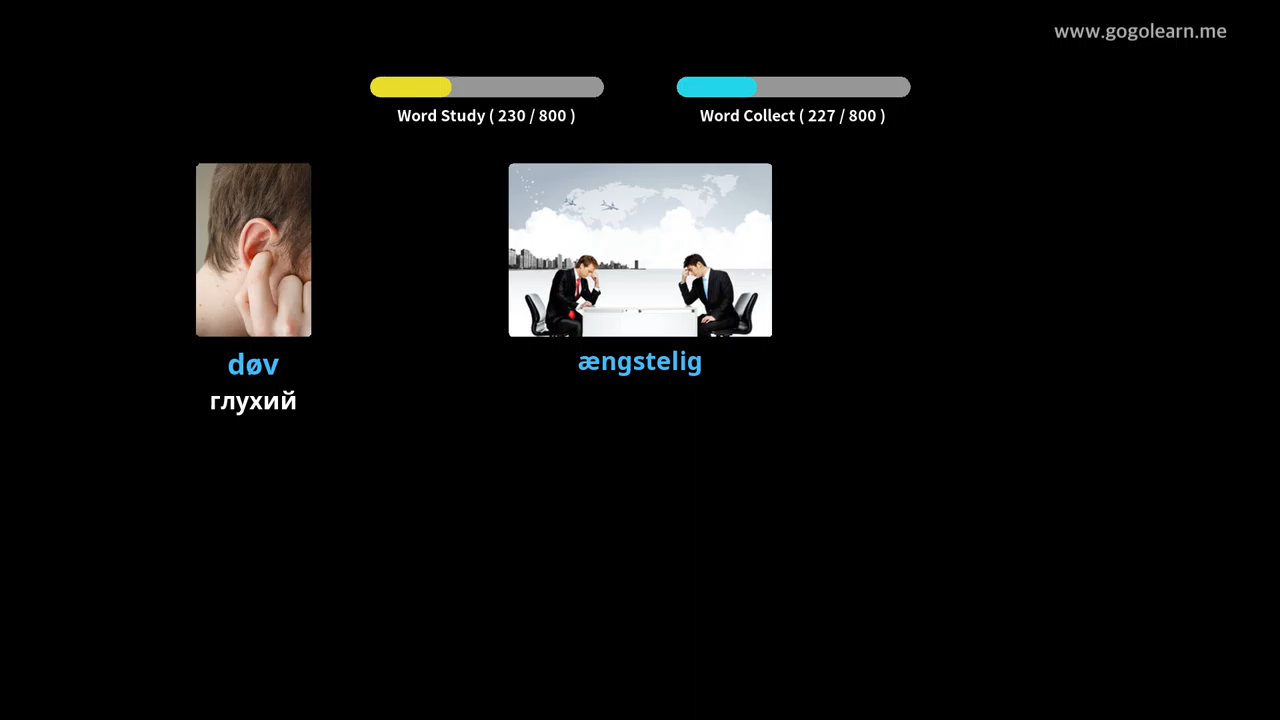 www.gogolearn.me
Word Study ( 230 / 800 )
Word Collect ( 227 / 800 )
døv
глухий
ængstelig